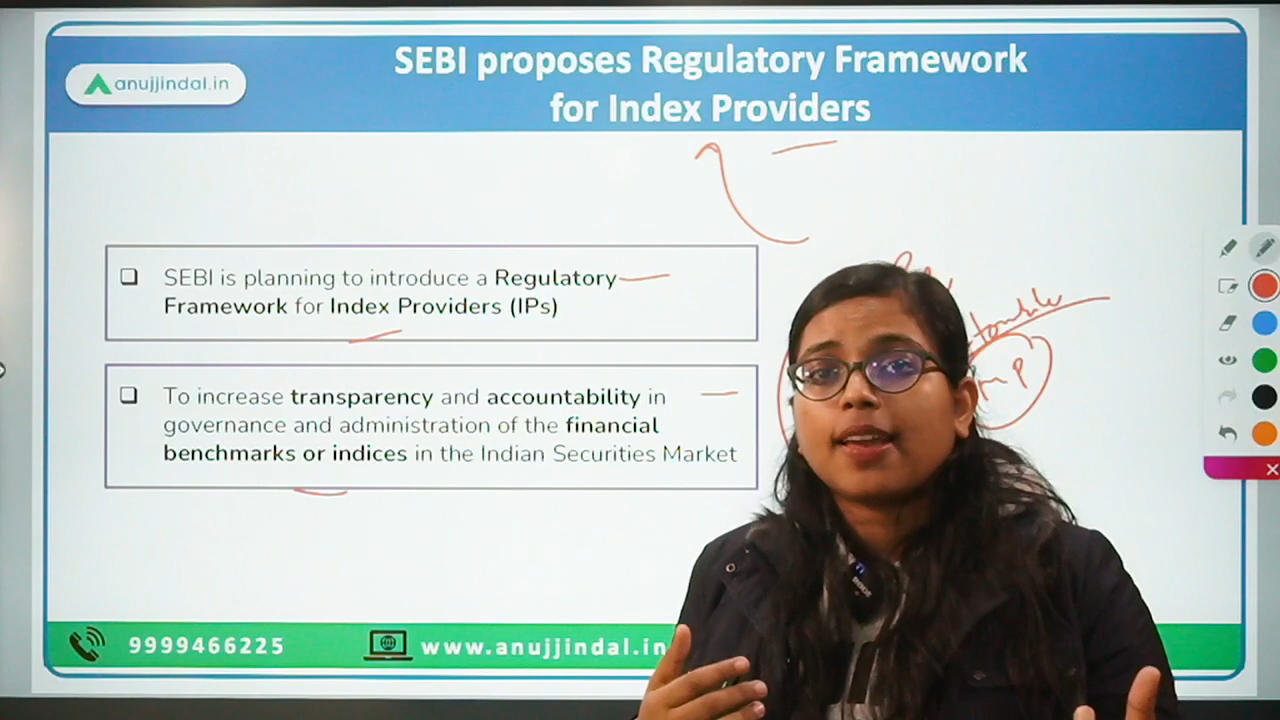 SEBI proposes Regulatory Framework
for Index Providers
anujjindal.in
❑ SEBI is planning to introduce a Regulatory
Framework for Index Providers (IPs)
❑ To increase transparency and accountability in
governance and administration of the financial
benchmarks or indices in the Indian Securities Market
9999466225
www.anujjindal.in